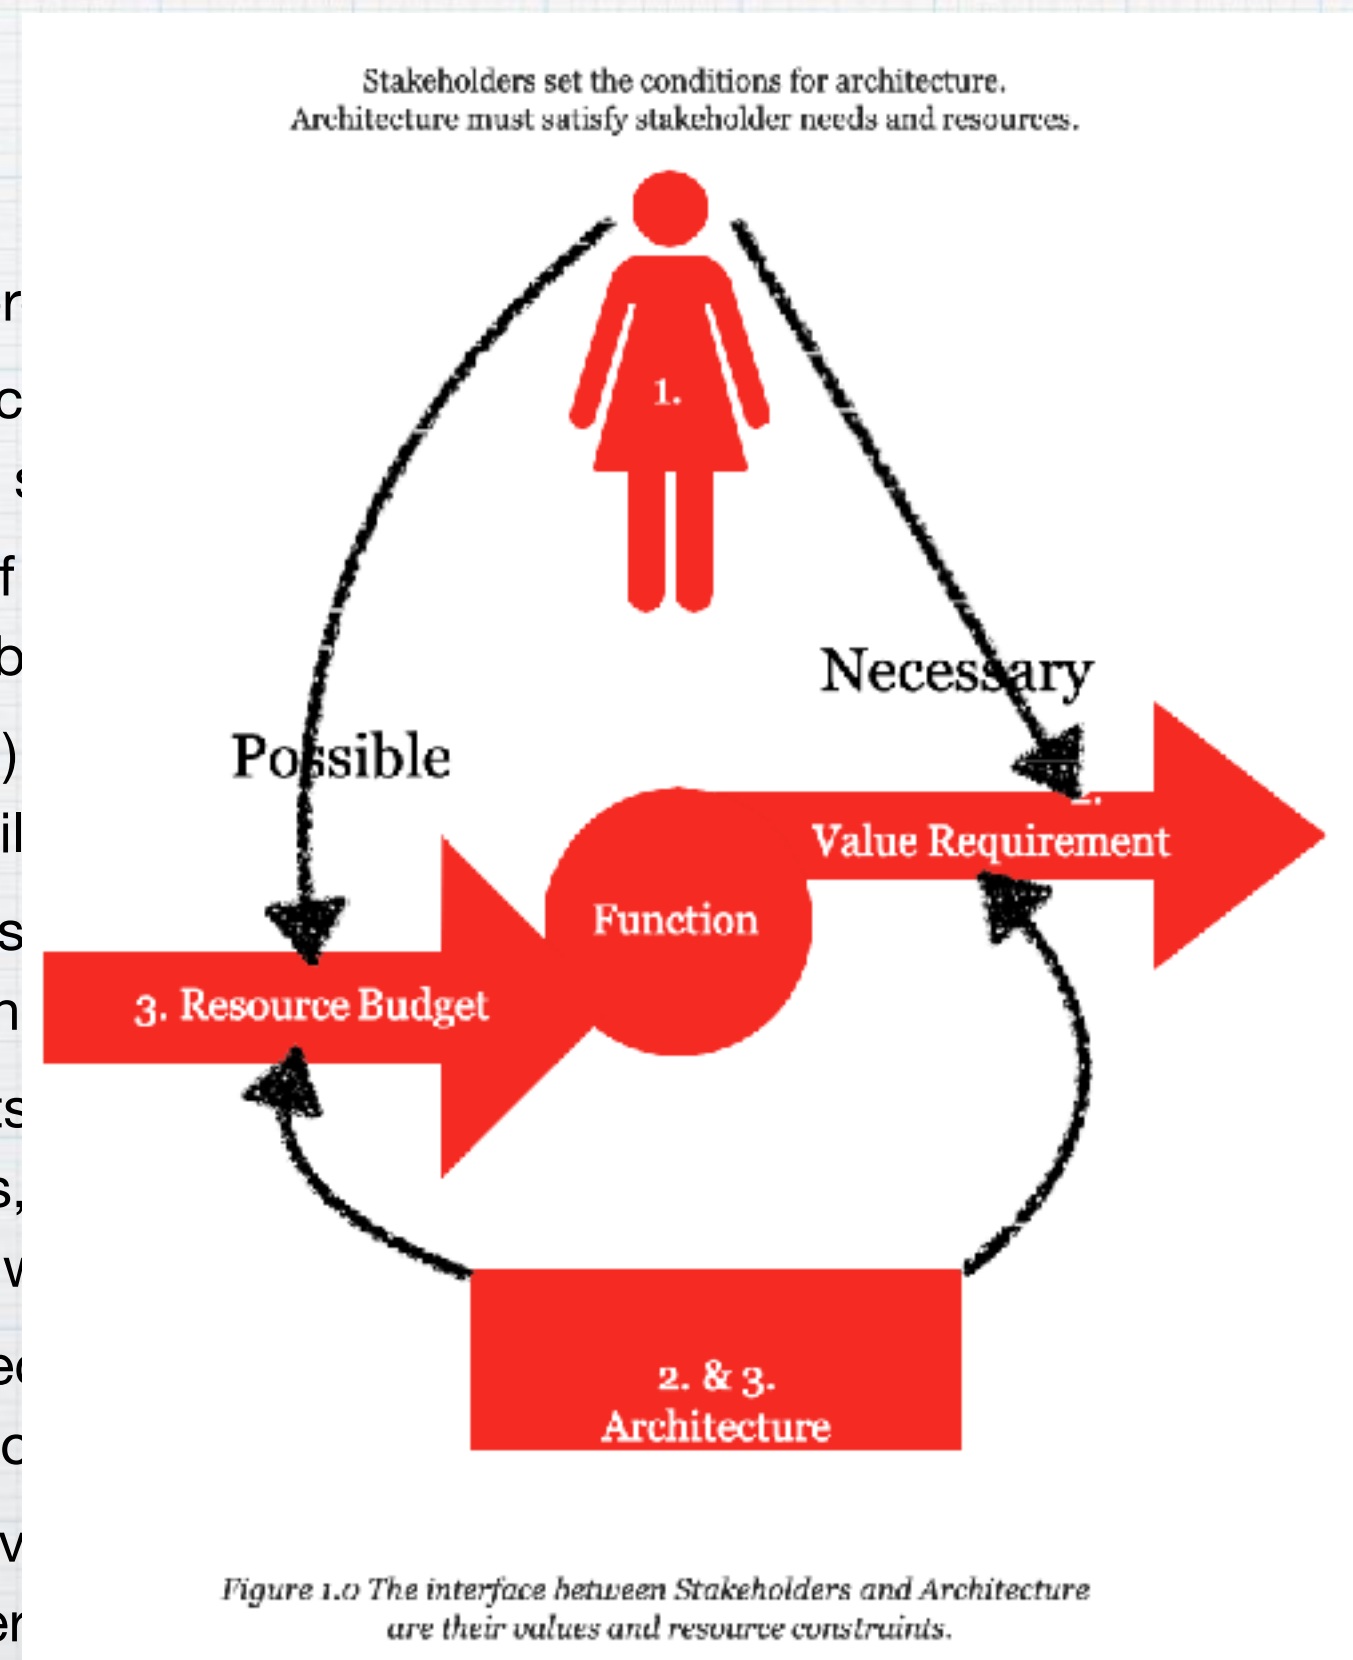 Stakeholders set the conditions for architecture.
Architecture must satisfy stakeholder needs and resources.
1.
Necessary
Possible
Value Requirement
Function
3. Resource Budget
2. & 3.
Architecture
Figure 1.0 The interface between Stakeholders and Architecture
are their values and resource constraints.